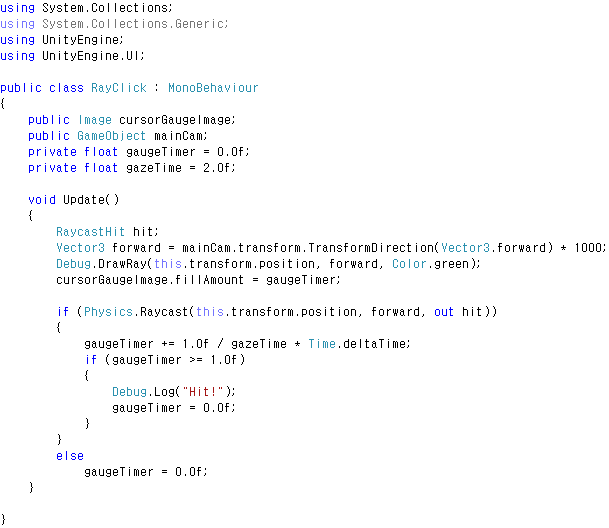 using System.Collections;
using System.Collections.Generic;
using UnityEngine;
using UnityEngine.UI;

public class RayClick : MonoBehaviour
{
    public Image cursorGaugeImage;
    public GameObject mainCam;
    private float gaugeTimer = 0.0f;
    private float gazeTime = 2.0f;

    void Update()
    {
        RaycastHit hit;
        Vector3 forward = mainCam.transform.TransformDirection(Vector3.forward) * 1000;
        Debug.DrawRay(this.transform.position, forward, Color.green);
        cursorGaugeImage.fillAmount = gaugeTimer;

        if (Physics.Raycast(this.transform.position, forward, out hit))
        {
            gaugeTimer += 1.0f / gazeTime * Time.deltaTime;
            if (gaugeTimer >= 1.0f)
            {
                Debug.Log("Hit!");
                gaugeTimer = 0.0f;
            }
        }
        else
            gaugeTimer = 0.0f;
    }

}